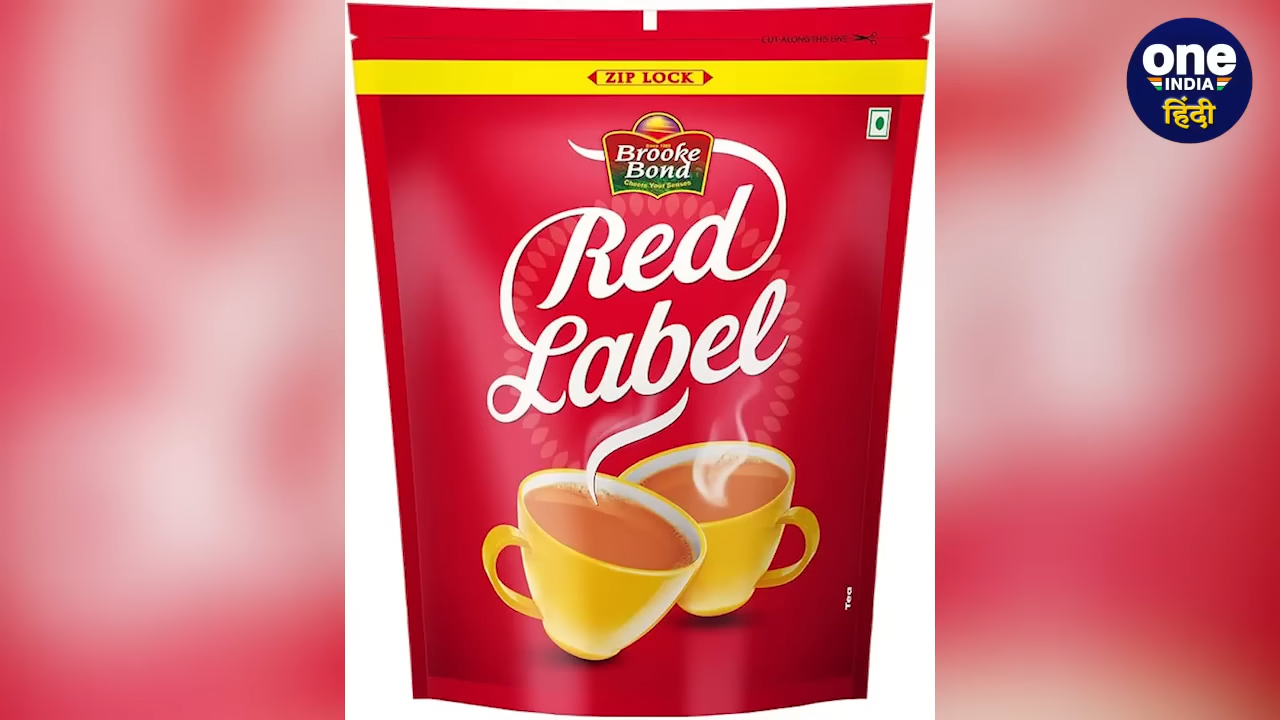 CUT ALONG THIS LINE
ZIP LOCK
Brooke
Bond
Red
Label
Tea
one
INDIA
हिंदी